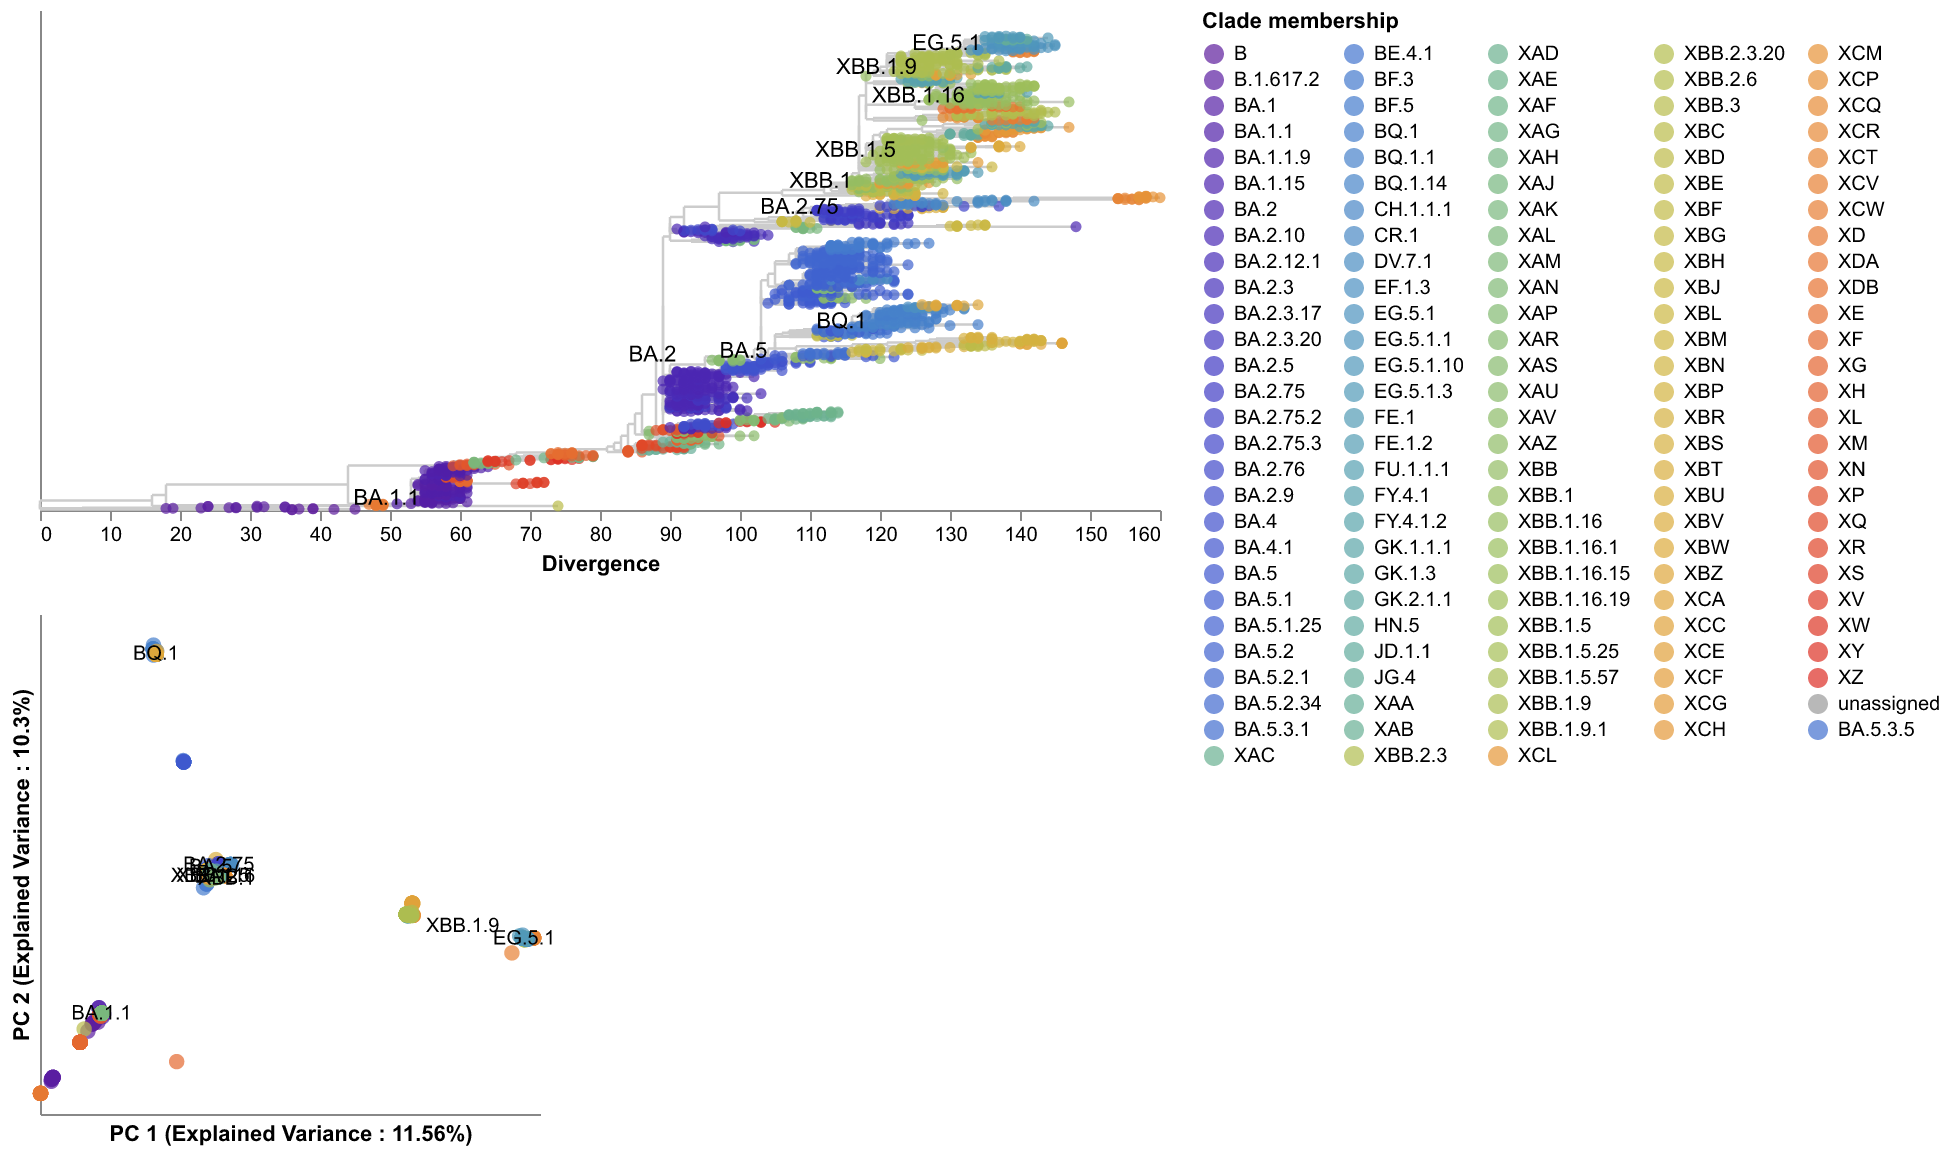 EG.5.1
XBB.1.9
XBB.1.16
XBB.1.5
XBB.1
BA.2.75
BQ.1
BA.2
BA.5
BA.1.1
0 10 20 30 40 50 60 70 80 90 100 110 120 130 140 150 160
Divergence
Clade membership
B
B.1.617.2
BA.1
BA.1.1
BA.1.1.9
BA.1.15
BA.2
BA.2.10
BA.2.12.1
BA.2.3
BA.2.3.17
BA.2.3.20
BA.2.5
BA.2.75
BA.2.75.2
BA.2.75.3
BA.2.76
BA.2.9
BA.4
BA.4.1
BA.5
BA.5.1
BA.5.1.25
BA.5.2
BA.5.2.1
BA.5.2.34
BA.5.3.1
XAC
BE.4.1
BF.3
BF.5
BQ.1
BQ.1.1
BQ.1.14
CH.1.1.1
CR.1
DV.7.1
EF.1.3
EG.5.1
EG.5.1.1
EG.5.1.10
EG.5.1.3
FE.1
FE.1.2
FU.1.1.1
FY.4.1
FY.4.1.2
GK.1.1.1
GK.1.3
GK.2.1.1
HN.5
JD.1.1
JG.4
XAA
XAB
XBB.2.3
XAD
XAE
XAF
XAG
XAH
XAJ
XAK
XAL
XAM
XAN
XAP
XAR
XAS
XAU
XAV
XAZ
XBB
XBB.1
XBB.1.16
XBB.1.16.1
XBB.1.16.15
XBB.1.16.19
XBB.1.5
XBB.1.5.25
XBB.1.5.57
XBB.1.9
XBB.1.9.1
XCL
XBB.2.3.20
XBB.2.6
XBB.3
XBC
XBD
XBE
XBF
XBG
XBH
XBJ
XBL
XBM
XBN
XBP
XBR
XBS
XBT
XBU
XBV
XBW
XBZ
XCA
XCC
XCE
XCF
XCG
XCH
XCM
XCP
XCQ
XCR
XCT
XCV
XCW
XD
XDA
XDB
XE
XF
XG
XH
XL
XM
XN
XP
XQ
XR
XS
XV
XW
XY
XZ
unassigned
BA.5.3.5
BQ.1
XBB.1.9
EG.5.1
BA.1.1
PC 2 (Explained Variance : 10.3%)
PC 1 (Explained Variance : 11.56%)